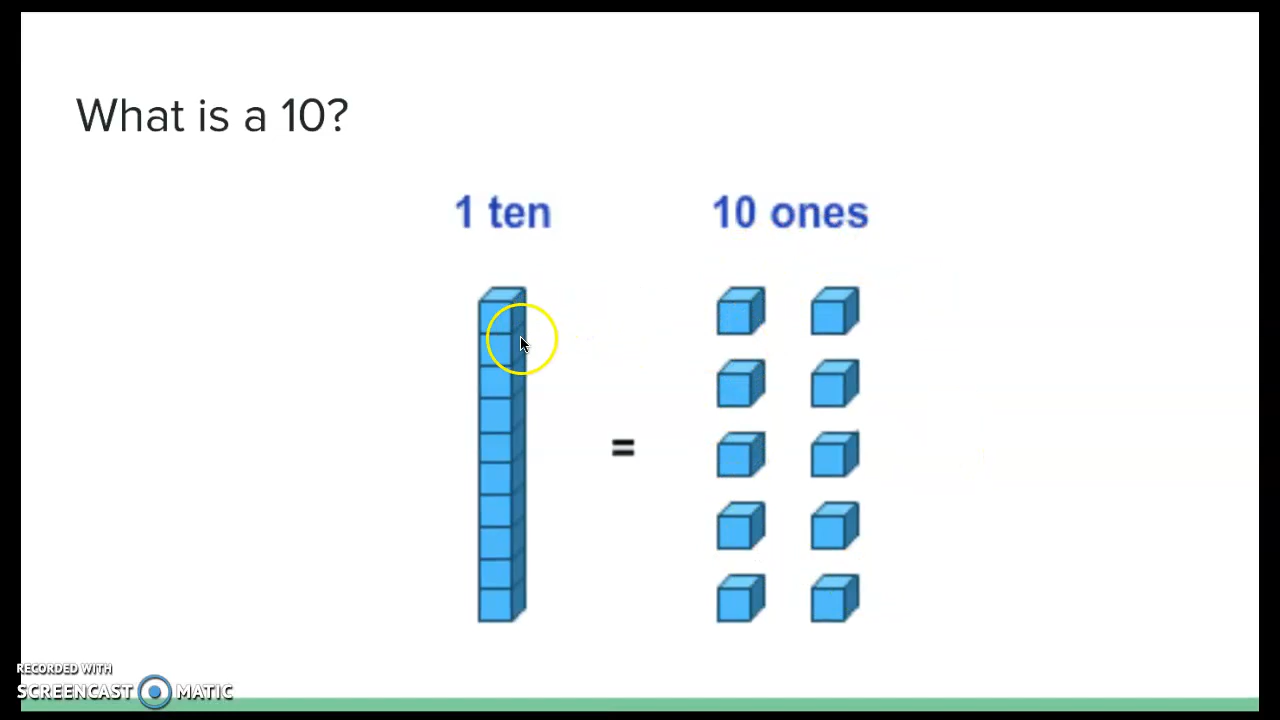 What is a 10?
1 ten
10 ones
=
RECORDED WITH
SCREENCAST MATIC